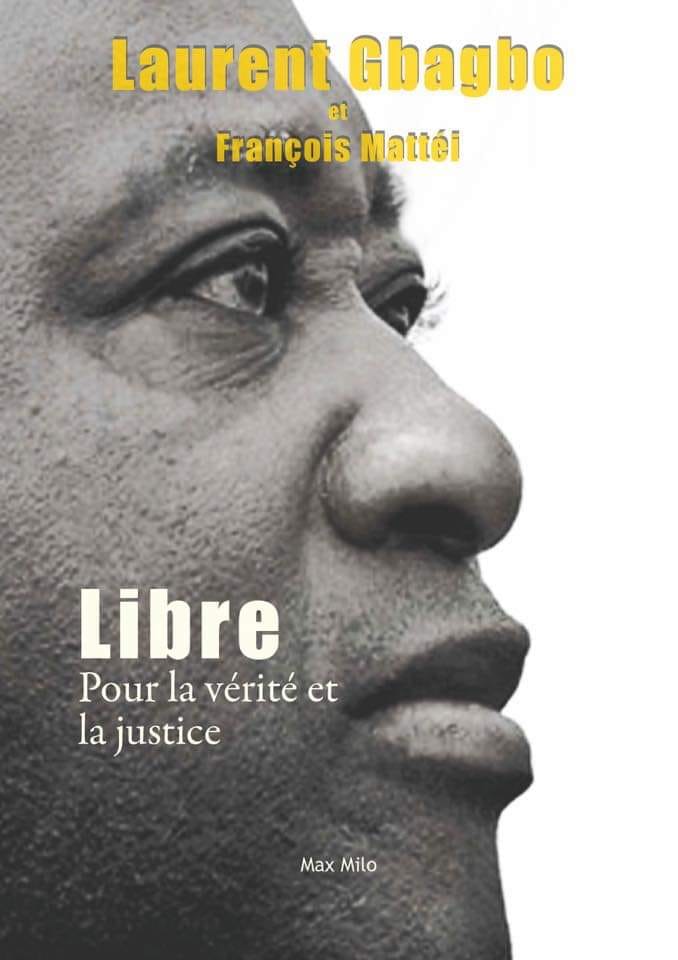 Laurent Gbagbo
et
François Mattéi
Libre
Pour la vérité et
la justice
Max Milo